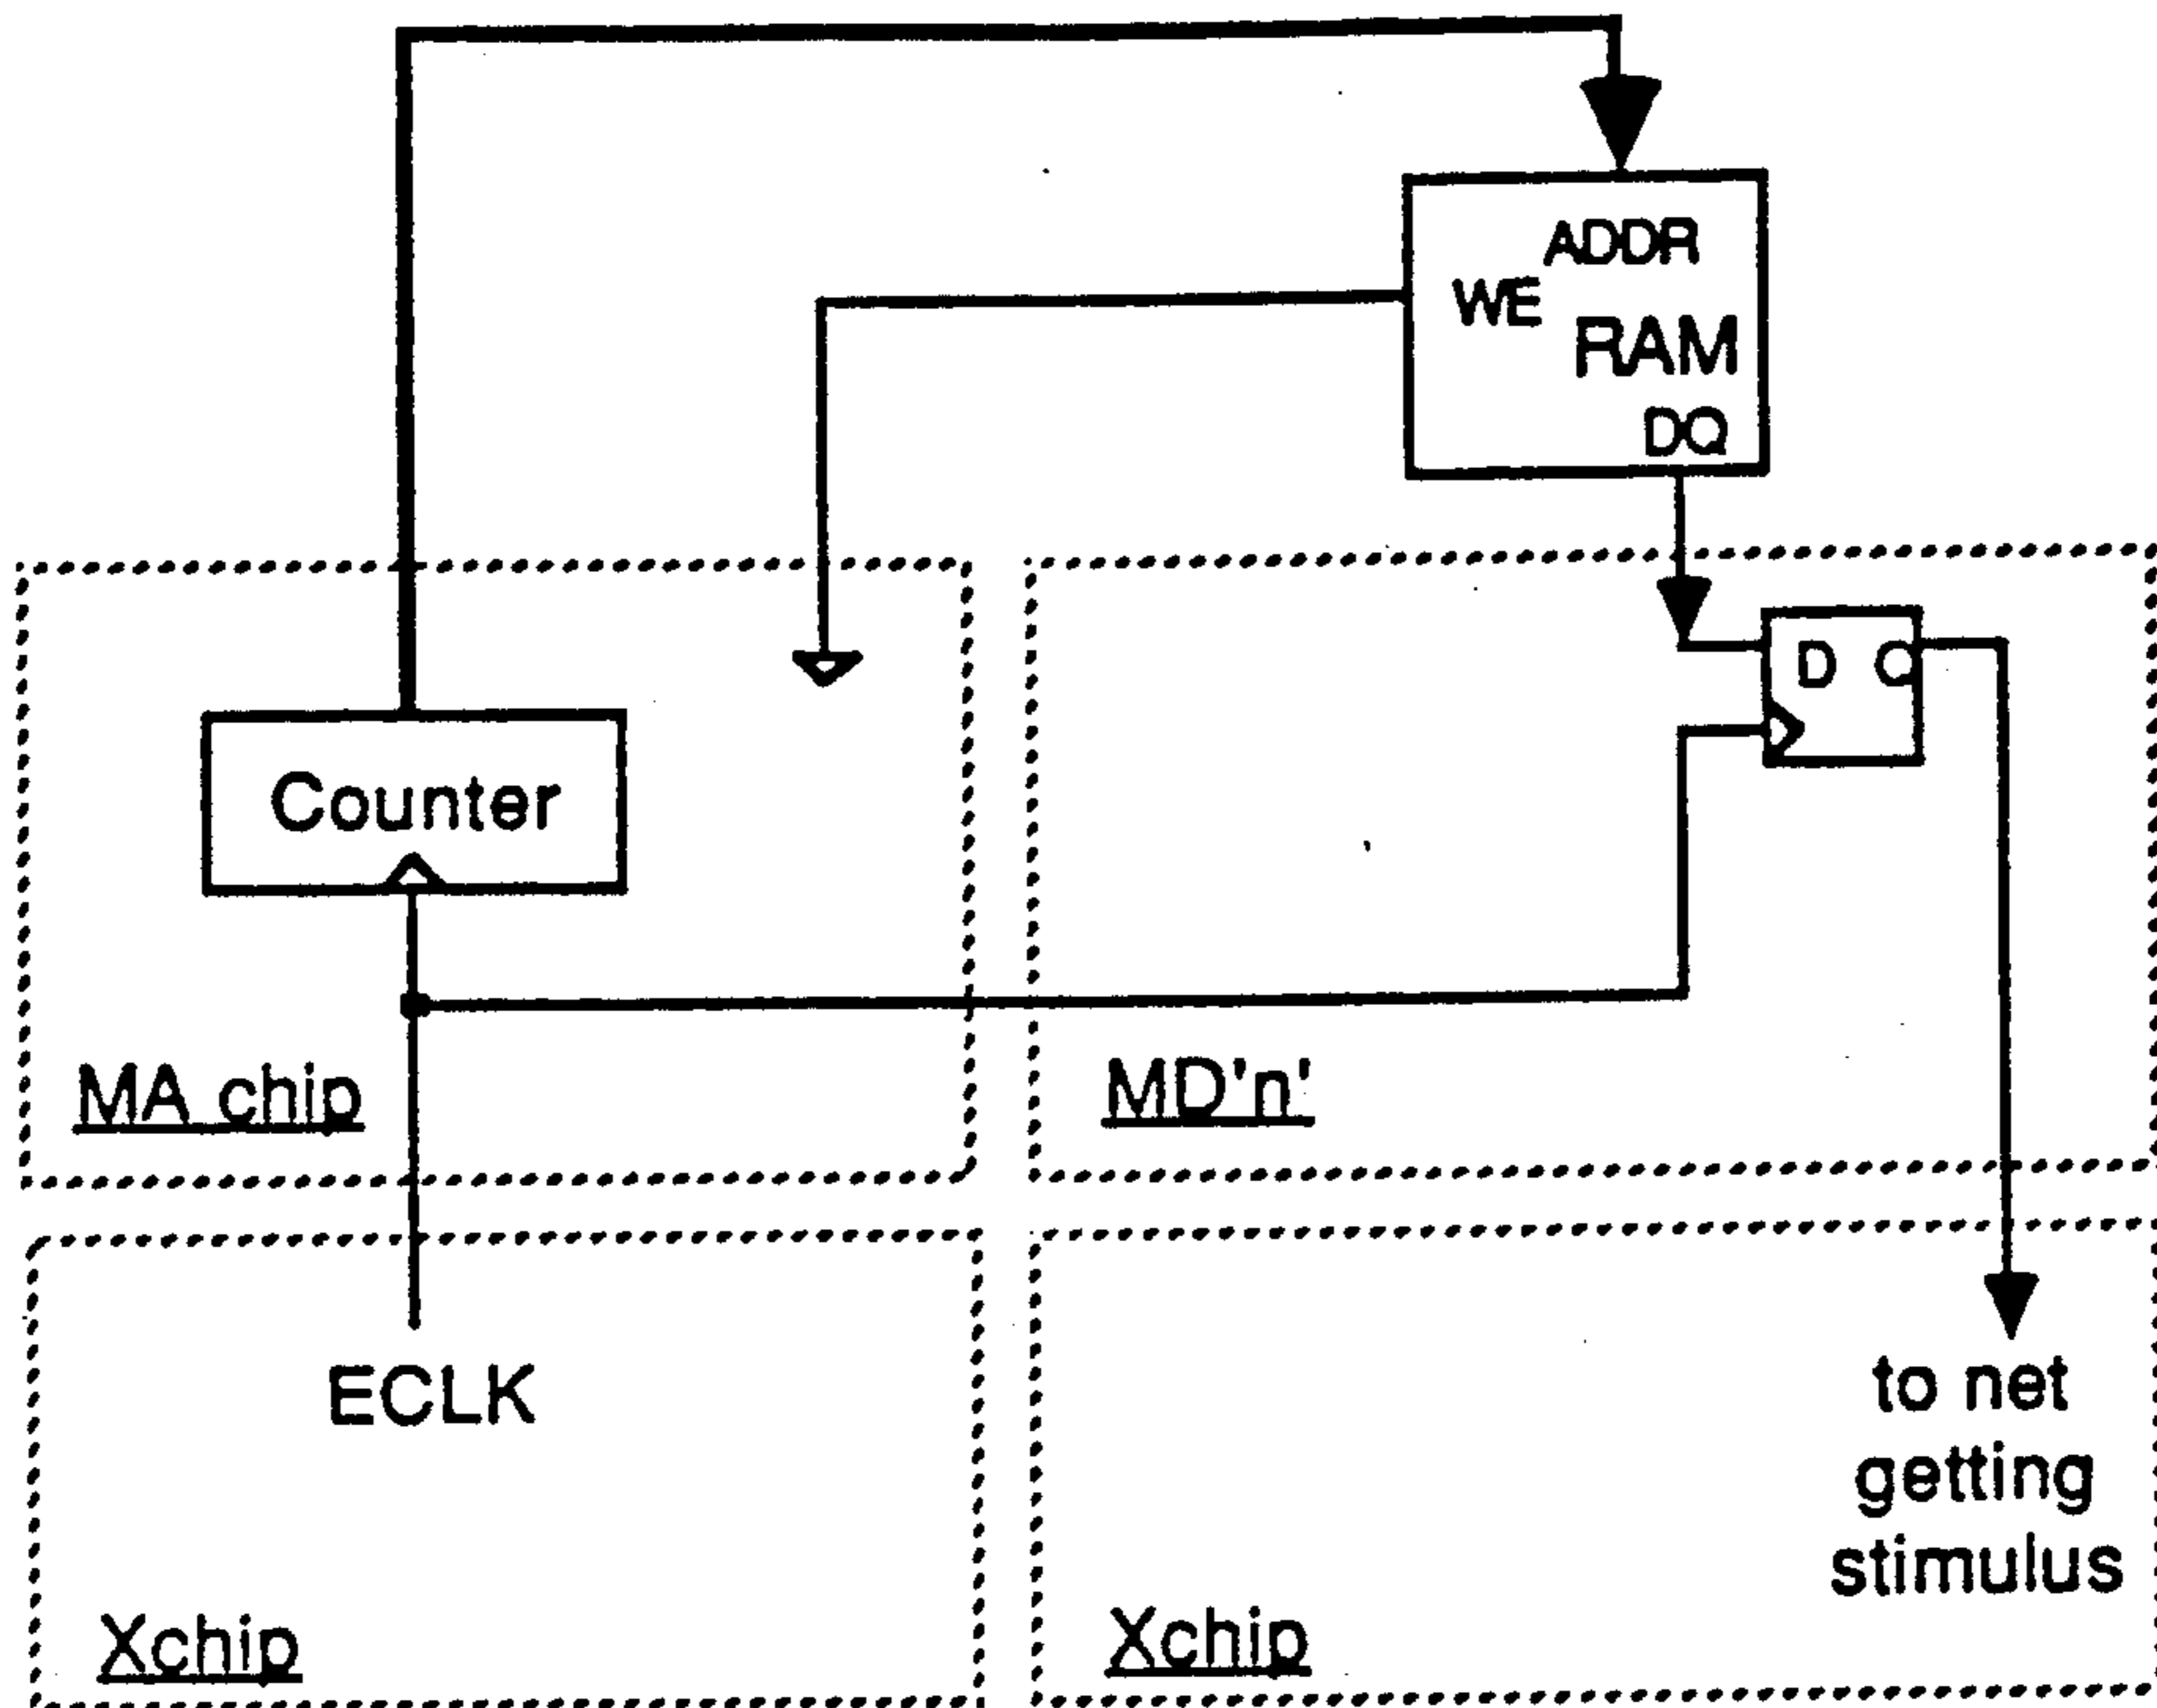 ADDR
WE
RAM
DQ
D Q
Counter
MA chip
MD'n'
ECLK
to net
getting
stimulus
Xchip
Xchip